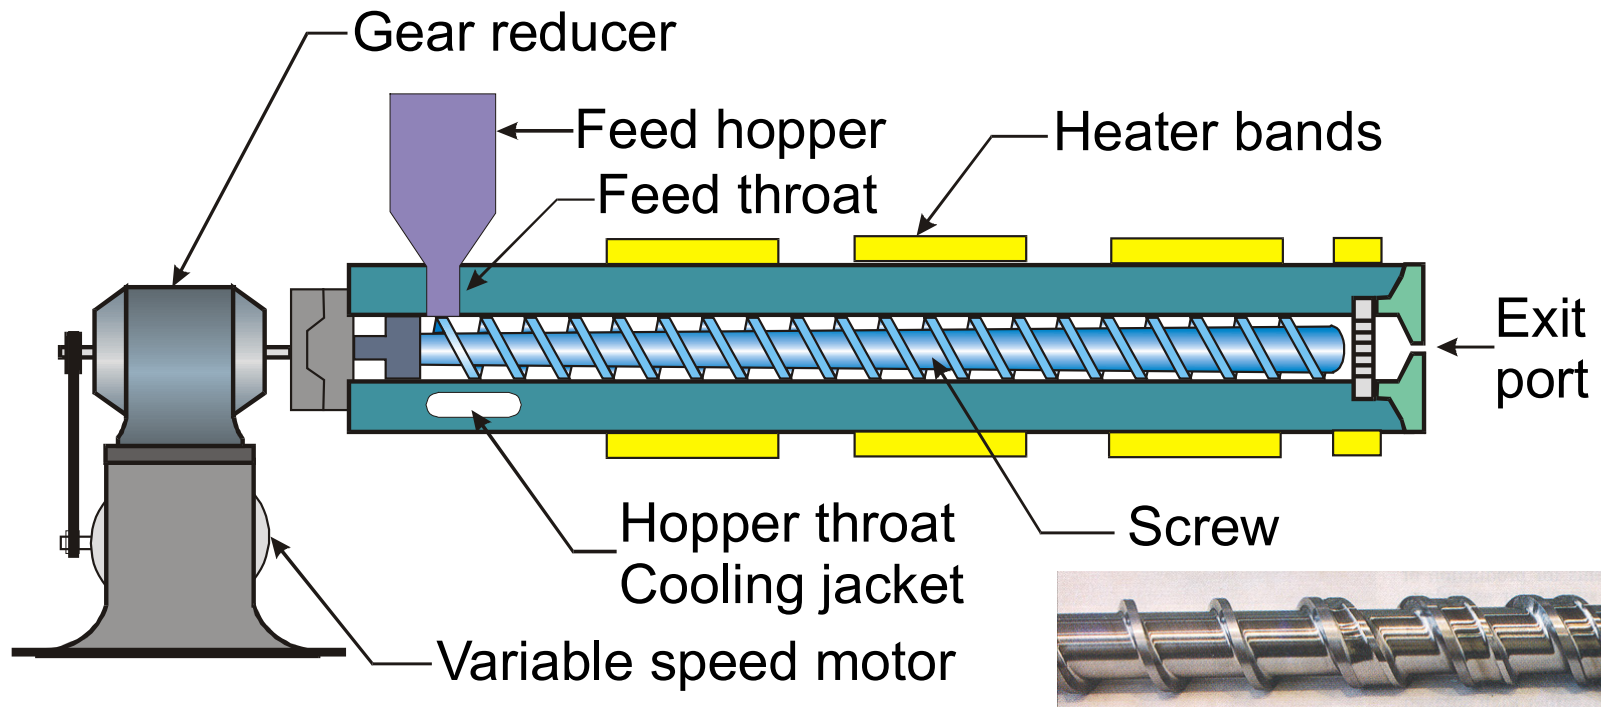 Gear reducer
Feed hopper
Heater bands
Feed throat
Exit
port
Hopper throat
Cooling jacket
Screw
Variable speed motor